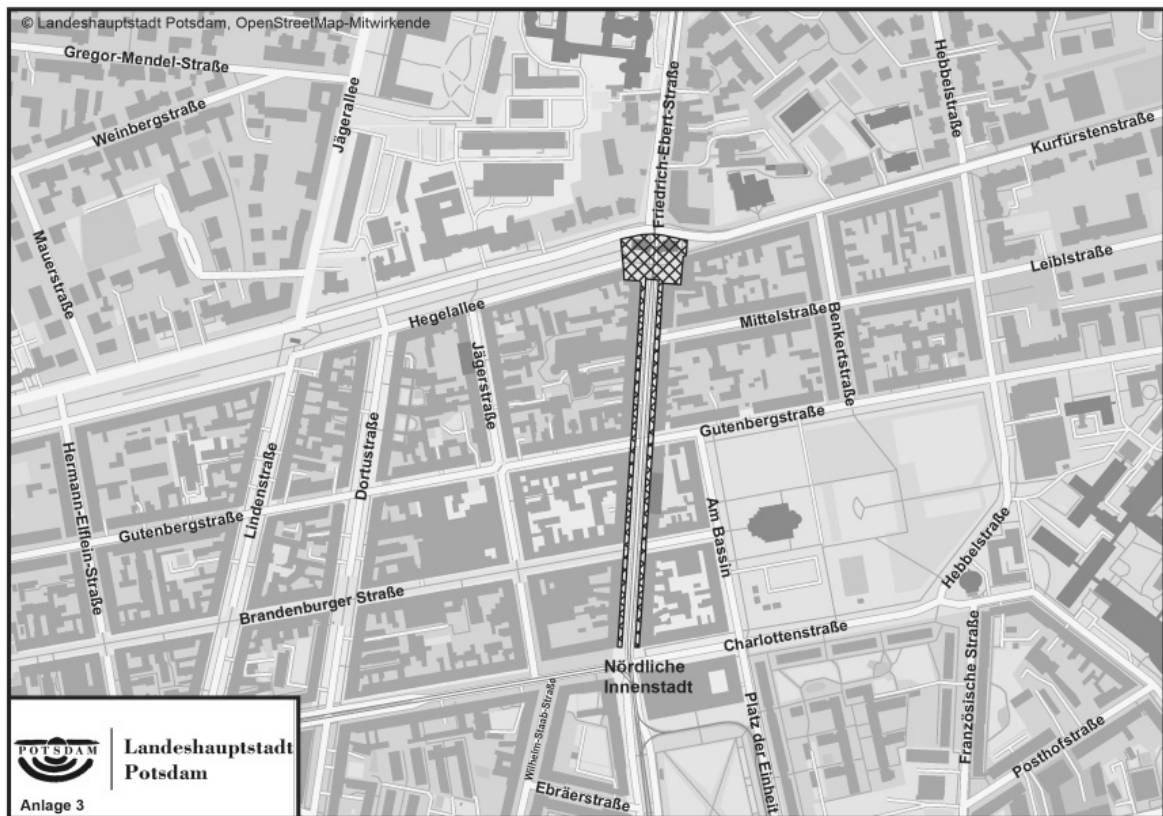 © Landeshauptstadt Potsdam, OpenStreetMap-Mitwirkende
Gregor-Mendel-Straße
Weinbergstraße
Jägerallee
Friedrich-Ebert-Straße
Hebbelstraße
Kurfürstenstraße
Mauerstraße
Leiblstraße
Hegelallee
Mittelstraße
Benkertstraße
Jägerstraße
Gutenbergstraße
Hermann-Elflein-Straße
Lindenstraße
Dortustraße
Gutenbergstraße
Am Bassin
Hebbelstraße
Brandenburger Straße
Charlottenstraße
Französische Straße
Nördliche
Innenstadt
Wilhelm-Staab-Straße
Platz der Einheit
Posthofstraße
Ebräerstraße
POTSDAM
Landeshauptstadt
Potsdam
Anlage 3